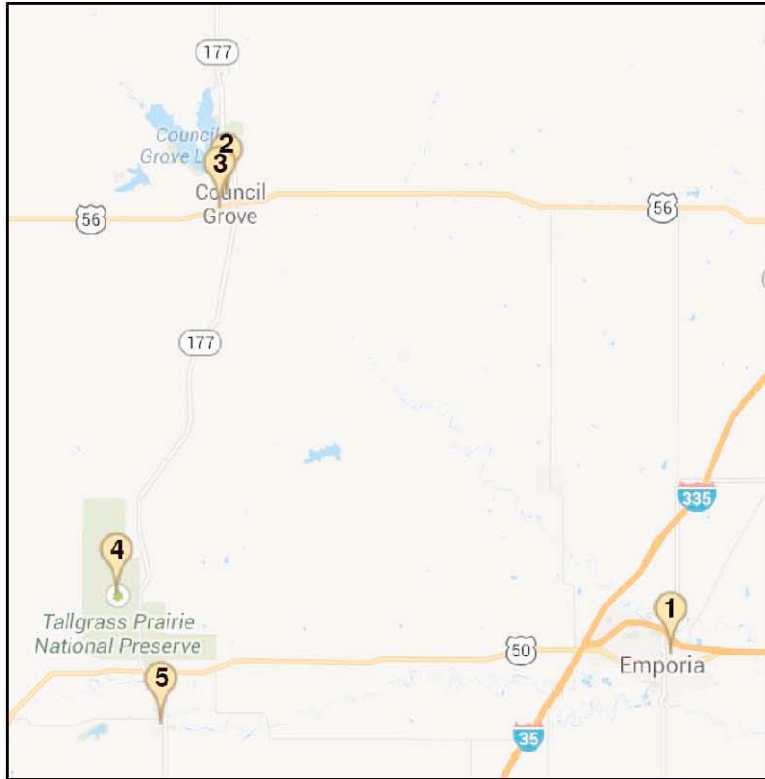 177
Council
Grove L
2
3
Council
Grove
56
56
177
335
4
Tallgrass Prairie
National Preserve
1
50
Emporia
5
35